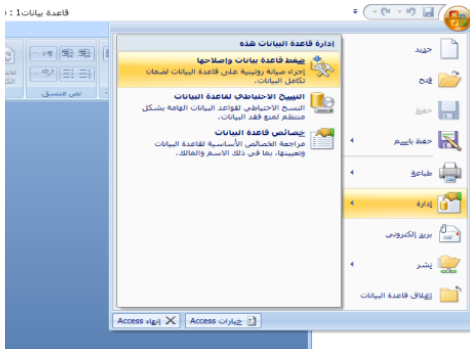 قاعدة بيانات1 :
جديد
فتح
حفظ
حفظ باسم
طباعة
إدارة
بريد إلكتروني
نشر
إغلاق قاعدة البيانات
إدارة قاعدة البيانات هذه
ضغط قاعدة بيانات وإصلاحها
إجراء صيانة روتينية على قاعدة البيانات لضمان
تكامل البيانات.
النسخ الاحتياطي لقاعدة البيانات
النسخ الاحتياطي لقواعد البيانات الهامة بشكل
منتظم لمنع فقد البيانات.
خصائص قاعدة البيانات
مراجعة الخصائص الأساسية لقاعدة البيانات
وتعيينها، بما في ذلك الاسم والمالك.
نص منسق
خيارات Access
إنهاء Access